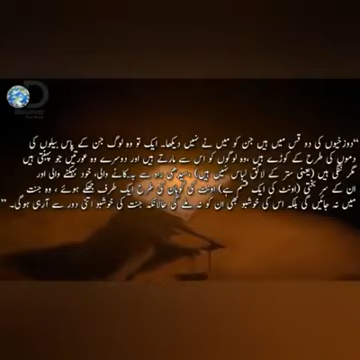 “دوزخیوں کی دو قسمیں ہیں جن کو میں نے نہیں دیکھا۔ ایک تو وہ لوگ جن کے پاس بیلوں کی
دموں کی طرح کے کوڑے ہیں ،وہ لوگوں کو اس سے مارتے ہیں اور دوسرے وہ عورتیں جو پہنتی ہیں
مگر ننگی ہیں (یعنی ستر کے لائق لباس نہیں ہیں) ،سیدھی راہ سے بہکانے والی، خود بہکنے والی اور
ان کے سر بختی (اونٹ کی ایک قسم ہے) اونٹ کی کوہان کی طرح ایک طرف جھکے ہوئے ، وہ جنت
میں نہ جائیں گی بلکہ اس کی خوشبو بھی ان کو نہ ملے گی حالانکہ جنت کی خوشبو اتنی دور سے آرہی ہوگی۔ ”